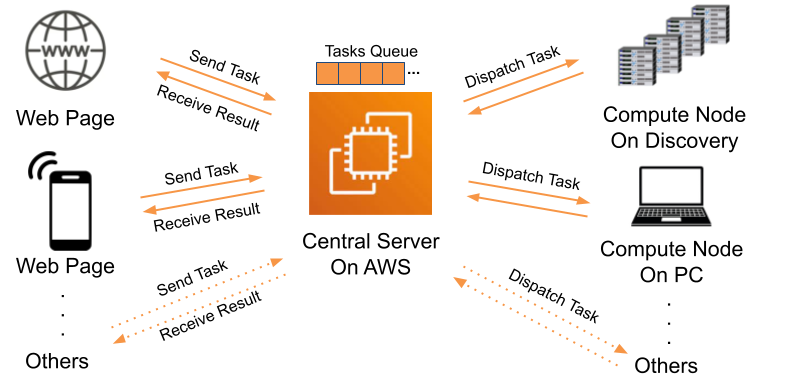 WWW
Web Page
Send Task
Receive Result
Tasks Queue
...
Dispatch Task
Compute Node
On Discovery
Web Page
Send Task
Receive Result
Central Server
On AWS
Dispatch Task
Compute Node
On PC
Send Task
Receive Result
Dispatch Task
Others
Others